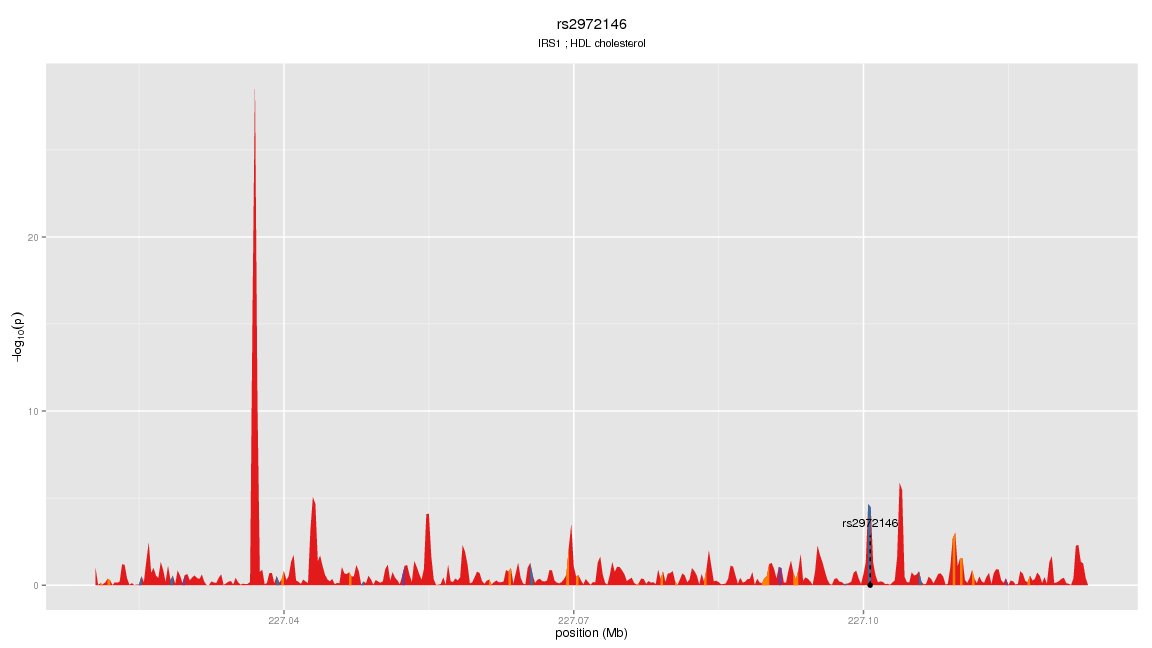 rs2972146
IRS1 ; HDL cholesterol
20
10
0
−log10(p)
rs2972146
227.04
227.07
227.10
position (Mb)